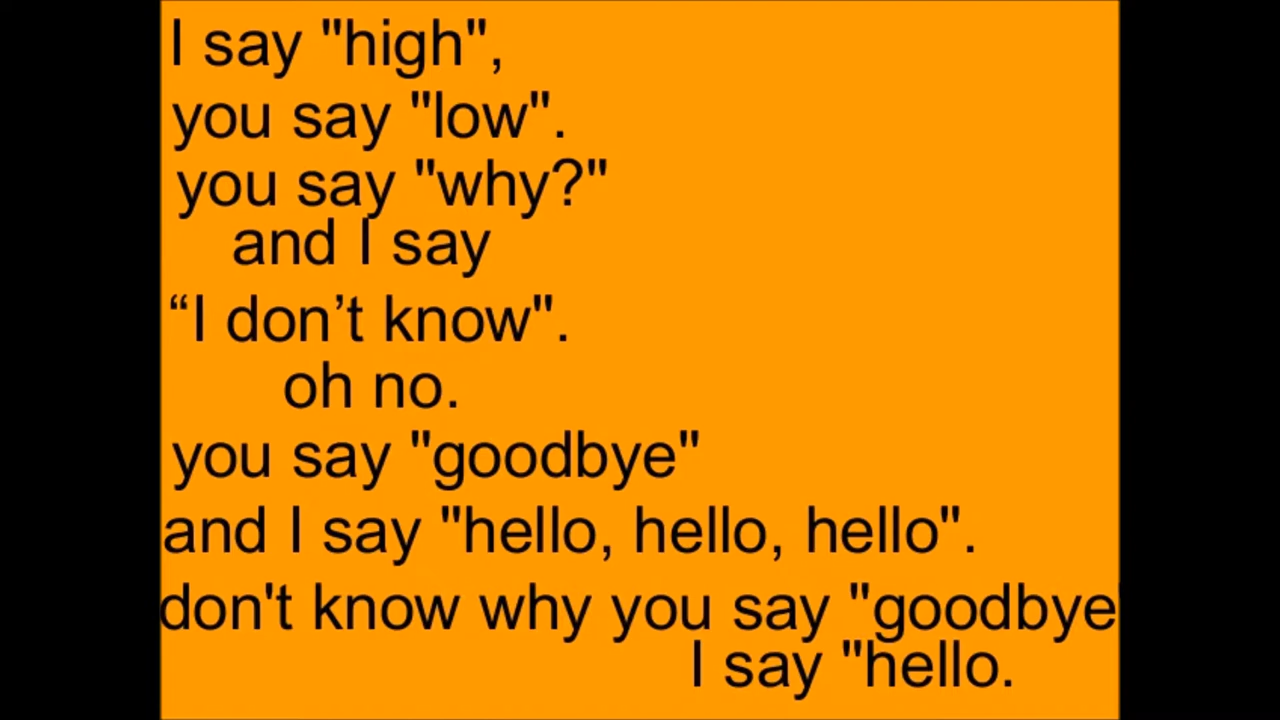 I say "high",
you say "low".
you say "why?"
and I say
“I don’t know".
oh no.
you say "goodbye"
and I say "hello, hello, hello".
don't know why you say "goodbye
I say "hello.